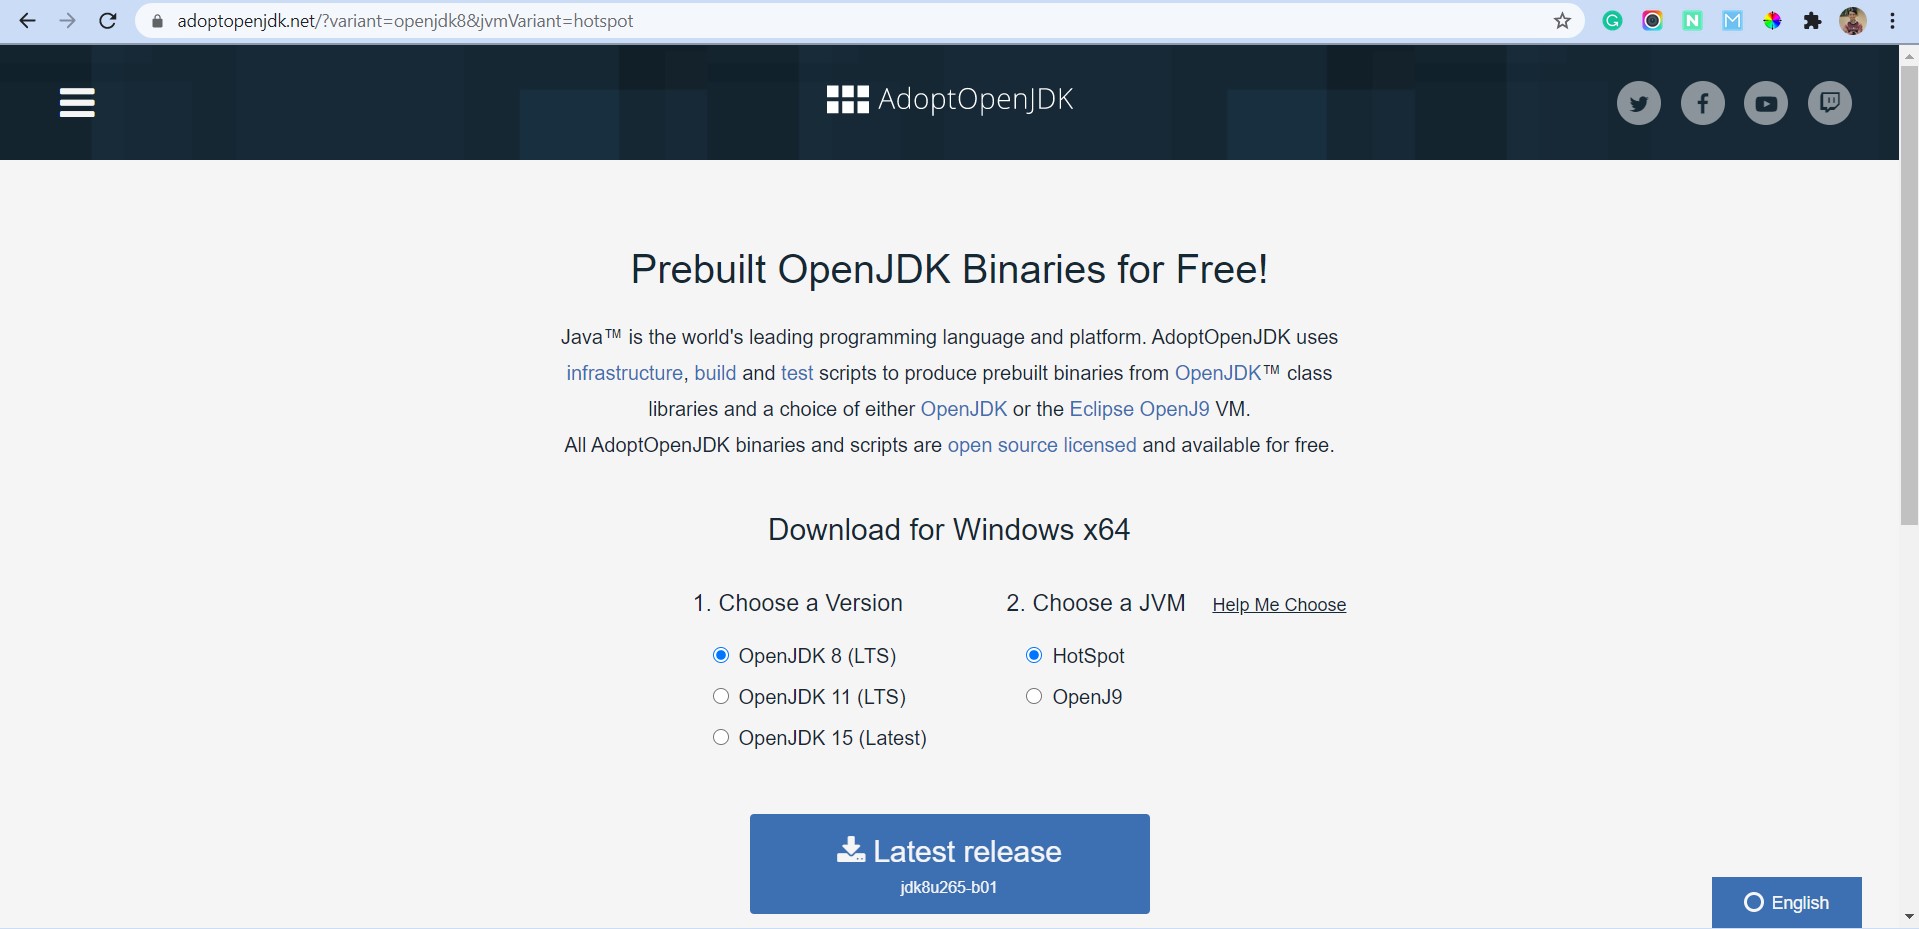 adoptopenjdk.net/?variant=openjdk8&jvmVariant=hotspot
AdoptOpenJDK
Prebuilt OpenJDK Binaries for Free!
Java™ is the world's leading programming language and platform. AdoptOpenJDK uses
infrastructure, build and test scripts to produce prebuilt binaries from OpenJDK™ class
libraries and a choice of either OpenJDK or the Eclipse OpenJ9 VM.
All AdoptOpenJDK binaries and scripts are open source licensed and available for free.
Download for Windows x64
1. Choose a Version
OpenJDK 8 (LTS)
OpenJDK 11 (LTS)
OpenJDK 15 (Latest)
2. Choose a JVM Help Me Choose
HotSpot
OpenJ9
Latest release
jdk8u265-b01
English